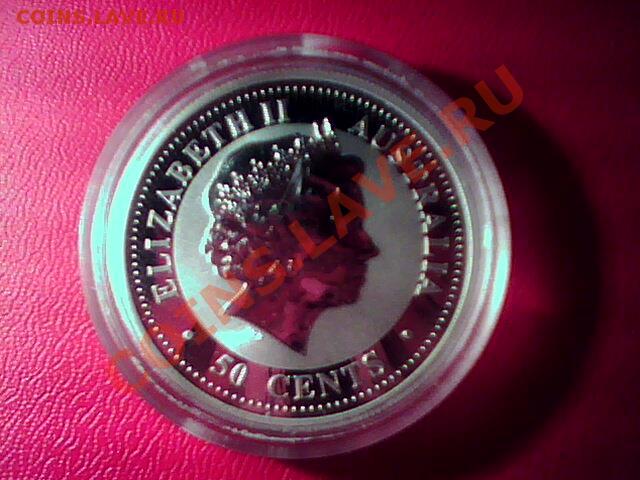 COINS.LAVE.RU
ELIZABETH II AUSTRALIA
50 CENTS
COINS.LAVE.RU